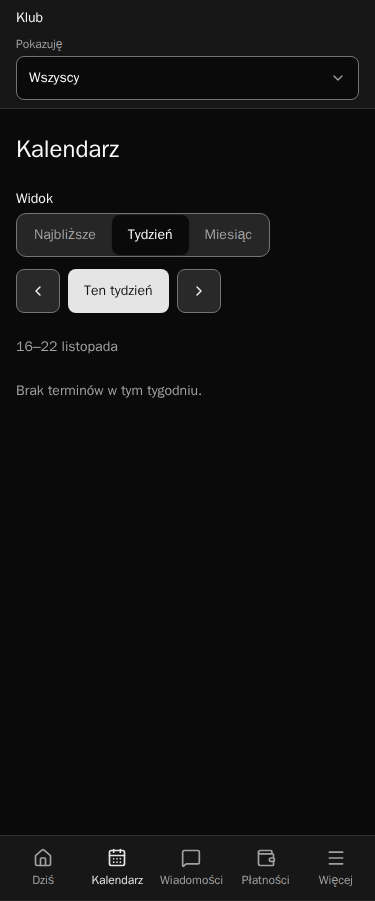 Klub
Pokazuję
Wszyscy
Kalendarz
Widok
Najbliższe Tydzień Miesiąc
Ten tydzień
16–22 listopada
Brak terminów w tym tygodniu.
Dziś Kalendarz Wiadomości Płatności Więcej